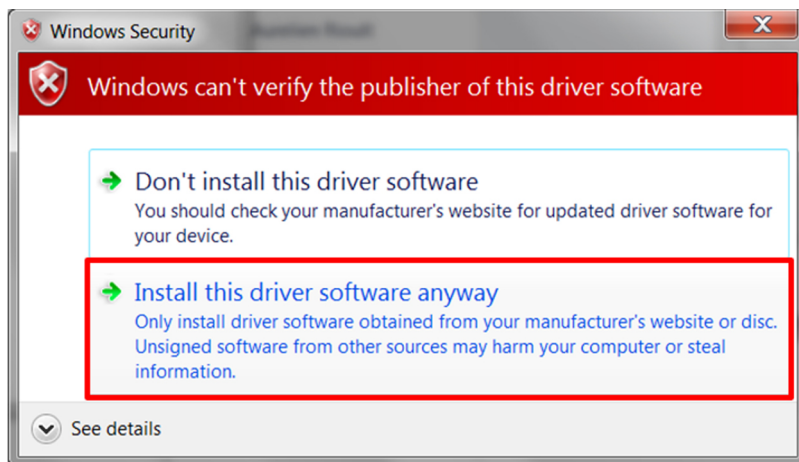 Windows Security
Windows can't verify the publisher of this driver software
Don't install this driver software
You should check your manufacturer's website for updated driver software for
your device.
Install this driver software anyway
Only install driver software obtained from your manufacturer's website or disc.
Unsigned software from other sources may harm your computer or steal
information.
See details